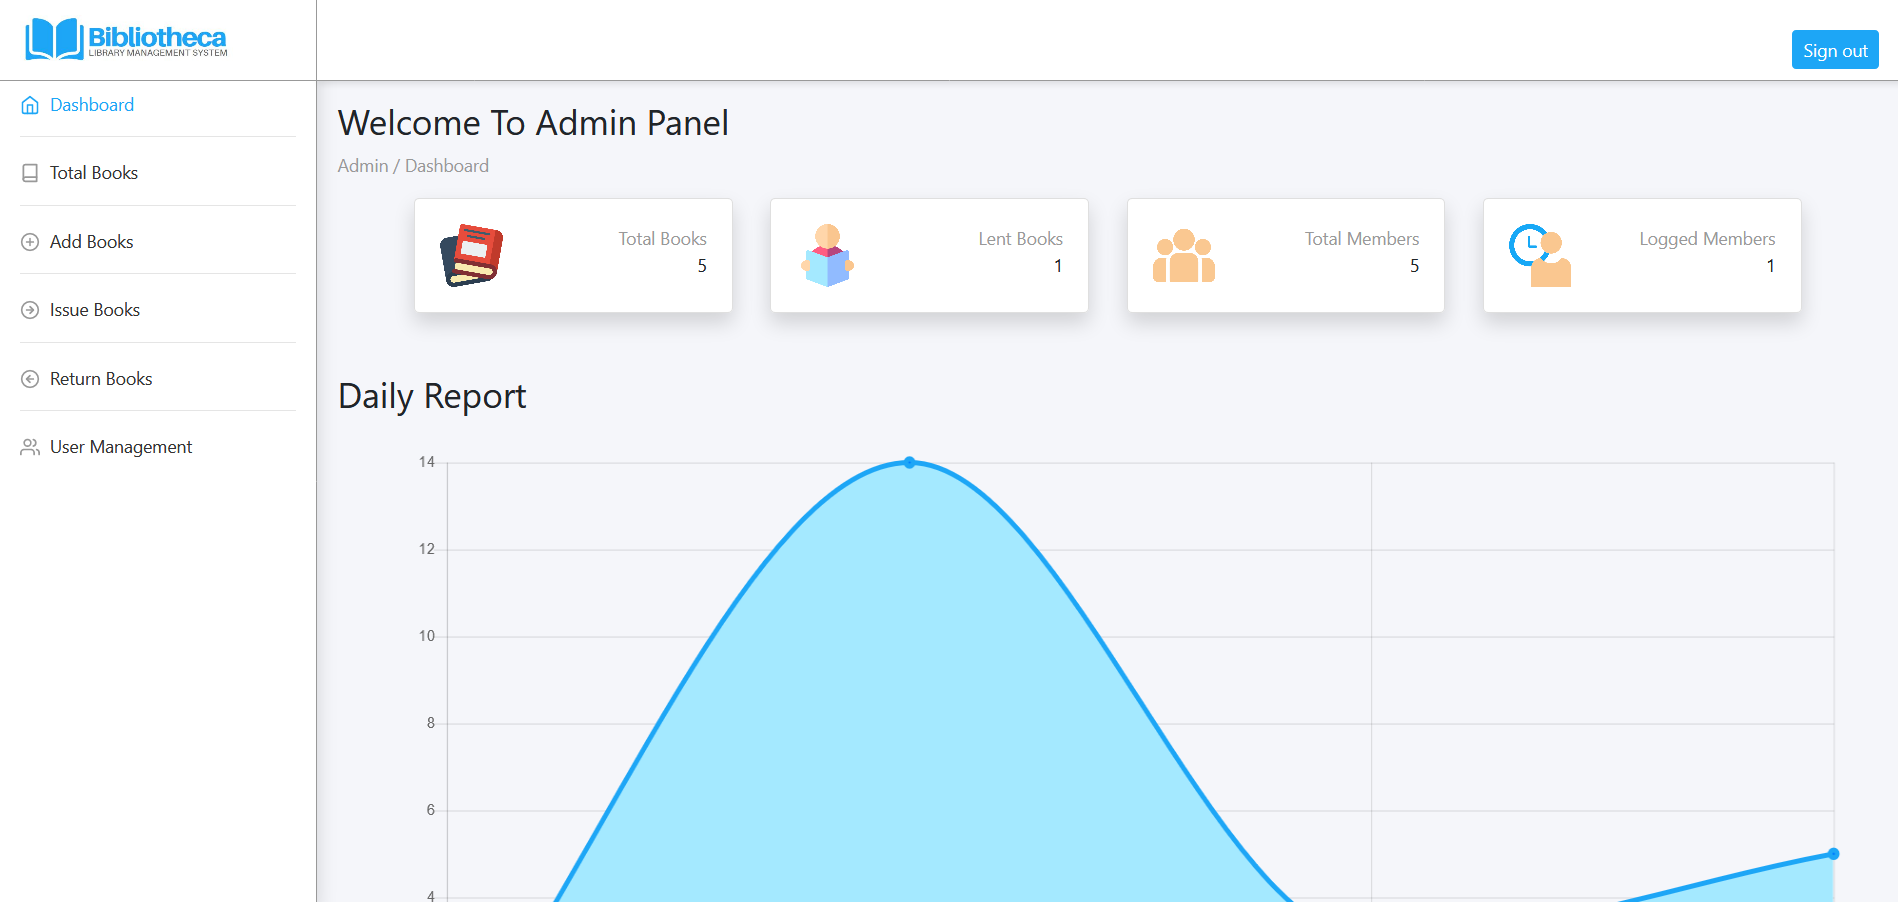 Bibliotheca
LIBRARY MANAGEMENT SYSTEM
Sign out
Dashboard
Total Books
Add Books
Issue Books
Return Books
User Management
Welcome To Admin Panel
Admin / Dashboard
Total Books
5
Lent Books
1
Total Members
5
Logged Members
1
Daily Report
14
12
10
8
6
4